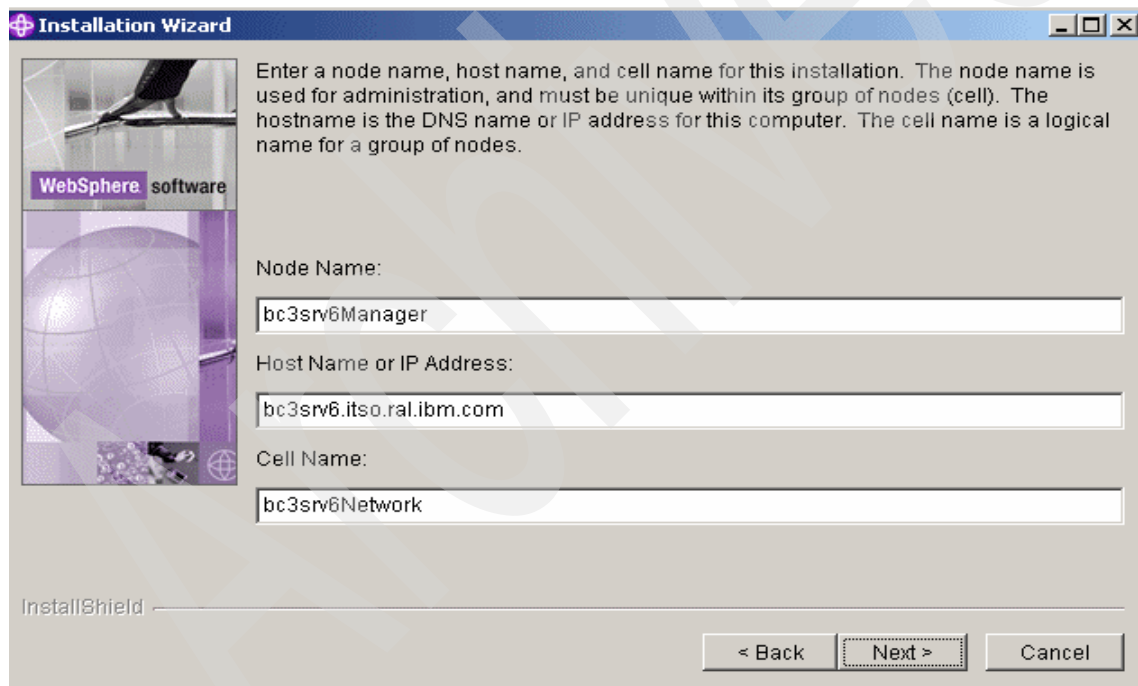 Installation Wizard
Enter a node name, host name, and cell name for this installation. The node name is
used for administration, and must be unique within its group of nodes (cell). The
hostname is the DNS name or IP address for this computer. The cell name is a logical
name for a group of nodes.
WebSphere software
Node Name:
bc3srv6Manager
Host Name or IP Address:
bc3srv6.itso.ral.ibm.com
Cell Name:
bc3srv6Network
InstallShield
< Back Next > Cancel